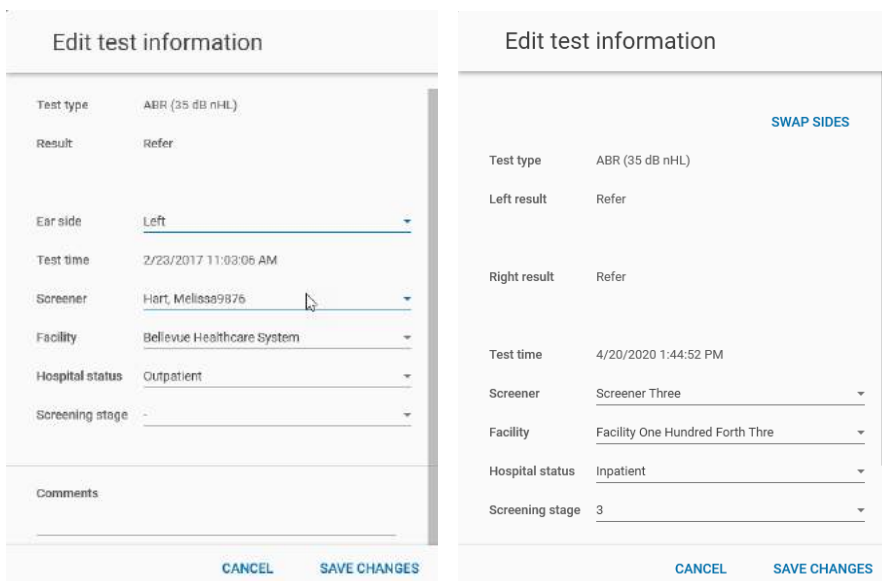 Edit test information
Test type ABR (35 dB nHL)
Result Refer
Ear side Left
Test time 2/23/2017 11:03:06 AM
Screener Hart, Melissa9876
Facility Bellevue Healthcare System
Hospital status Outpatient
Screening stage -
Comments
CANCEL SAVE CHANGES
Edit test information
SWAP SIDES
Test type ABR (35 dB nHL)
Left result Refer
Right result Refer
Test time 4/20/2020 1:44:52 PM
Screener Screener Three
Facility Facility One Hundred Forth Thre
Hospital status Inpatient
Screening stage 3
CANCEL SAVE CHANGES